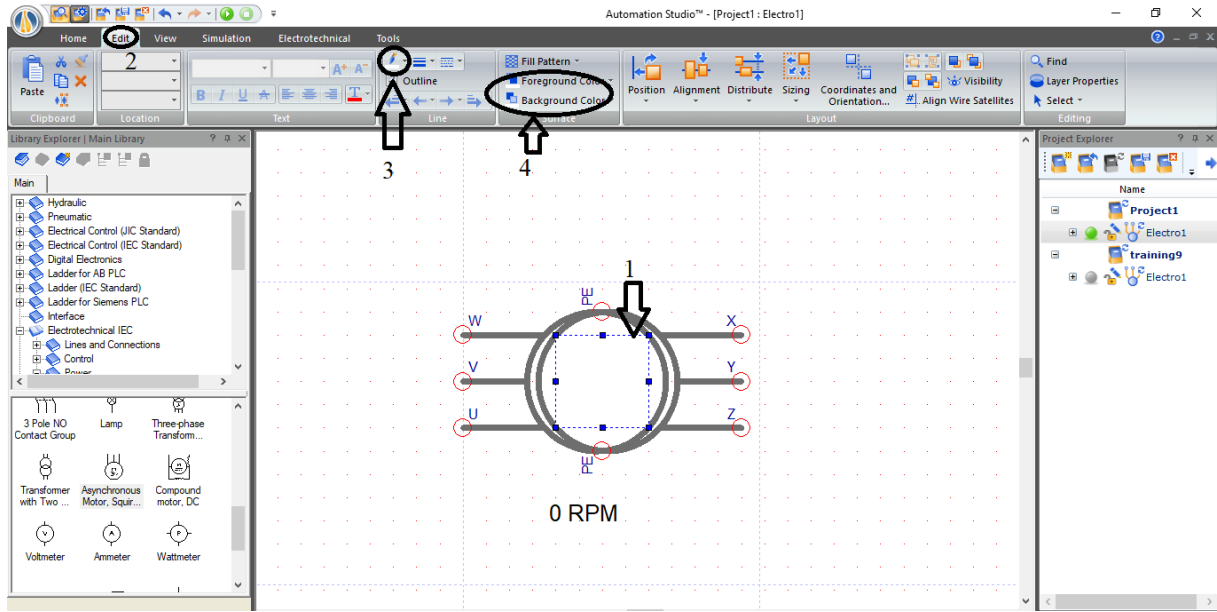 Automation Studio™ - [Project1 : Electro1]
Home Edit View Simulation Electrotechnical Tools
2
Paste
Clipboard
Location
A+ A-
B I U A T
Text
Outline
Line
Fill Pattern
Foreground Color
Background Color
Surface
Position Alignment Distribute Sizing Coordinates and Orientation...
Visibility
Align Wire Satellites
Layout
Find
Layer Properties
Select
Editing
3
4
Library Explorer | Main Library
Main
Hydraulic
Pneumatic
Electrical Control (JIC Standard)
Electrical Control (IEC Standard)
Digital Electronics
Ladder for AB PLC
Ladder (IEC Standard)
Ladder for Siemens PLC
Interface
Electrotechnical IEC
Lines and Connections
Control
Power
3 Pole NO Contact Group
Lamp
Three-phase Transform...
Transformer with Two ...
Asynchronous Motor, Squir...
Compound motor, DC
Voltmeter
Ammeter
Wattmeter
1
PE
W
X
V
Y
U
Z
PE
0 RPM
Project Explorer
Name
Project1
Electro1
training9
Electro1